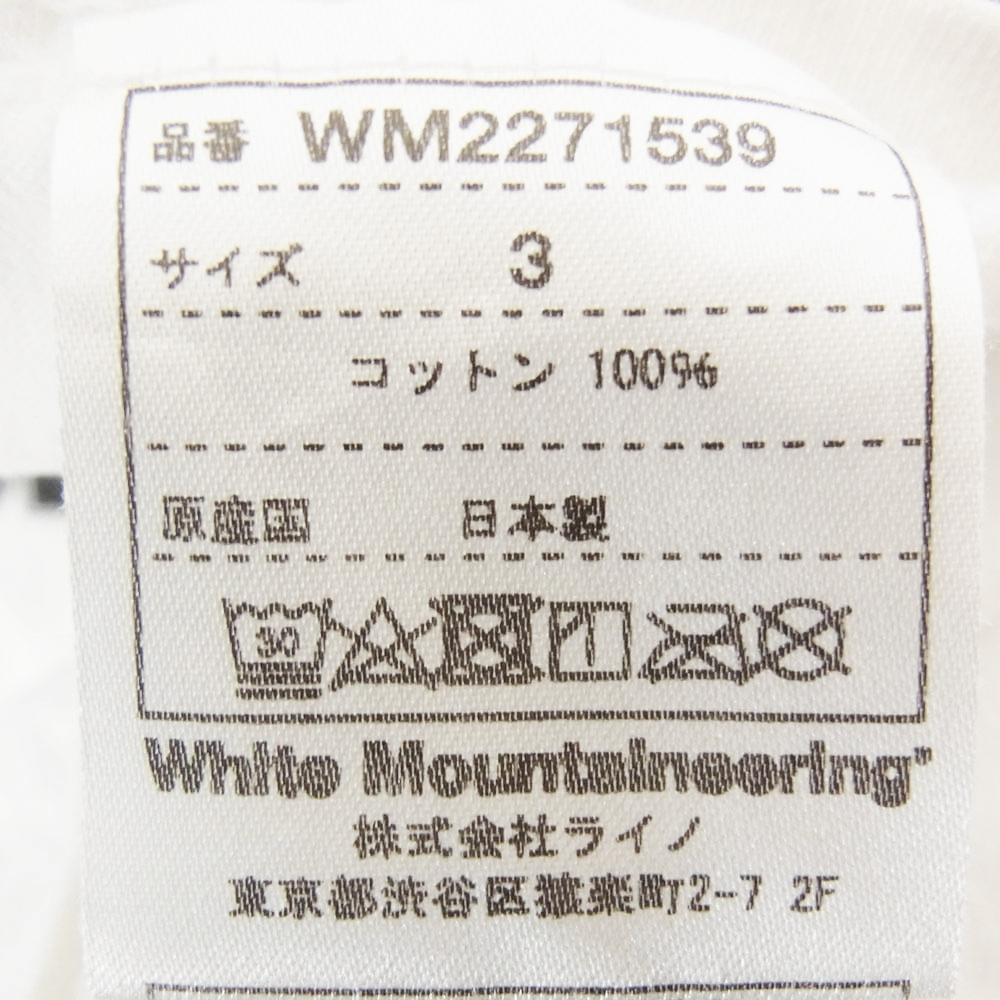 品番 WM2271539
サイズ 3
コットン 100%
原産国 日本製
30
White Mountaineering®
株式会社ライノ
東京都渋谷区猿楽町2-7 2F